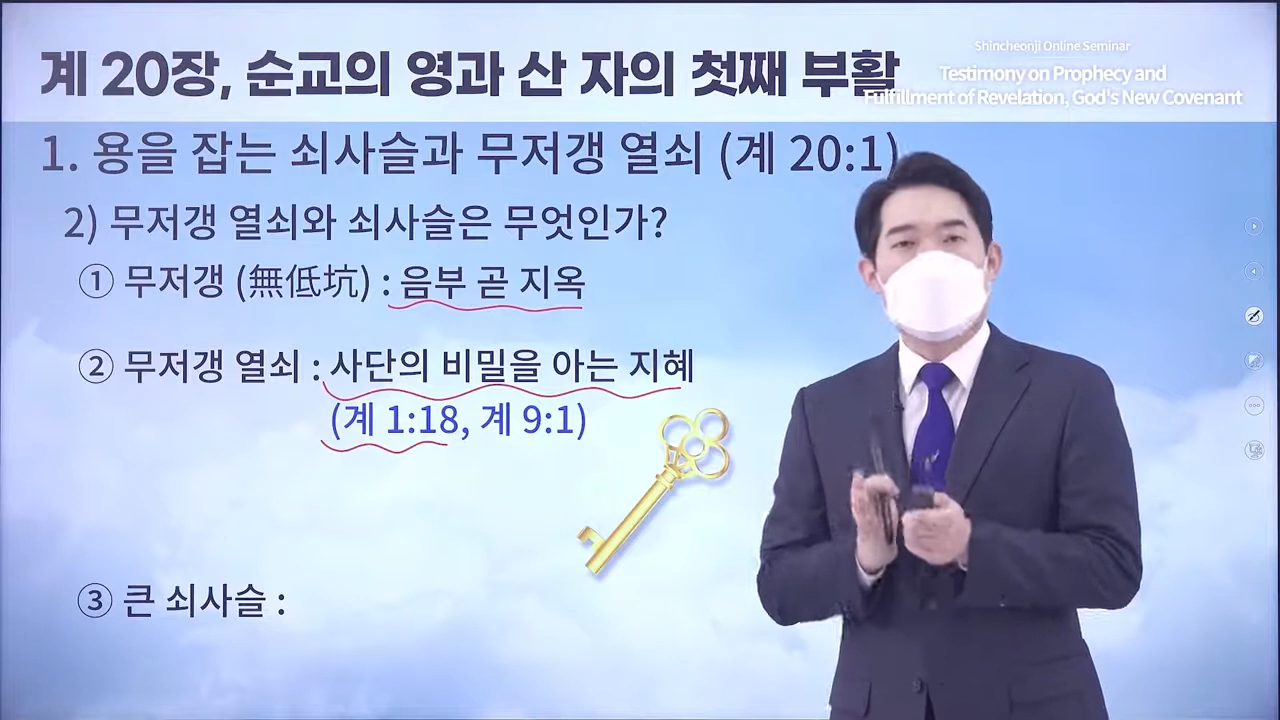 계 20장, 순교의 영과 산 자의 첫째 부활
Shincheonji Online Seminar
Testimony on Prophecy and
Fulfillment of Revelation, God's New Covenant
1. 용을 잡는 쇠사슬과 무저갱 열쇠 (계 20:1)
2) 무저갱 열쇠와 쇠사슬은 무엇인가?
① 무저갱 (無低坑) : 음부 곧 지옥
② 무저갱 열쇠 : 사단의 비밀을 아는 지혜
(계 1:18, 계 9:1)
③ 큰 쇠사슬 :